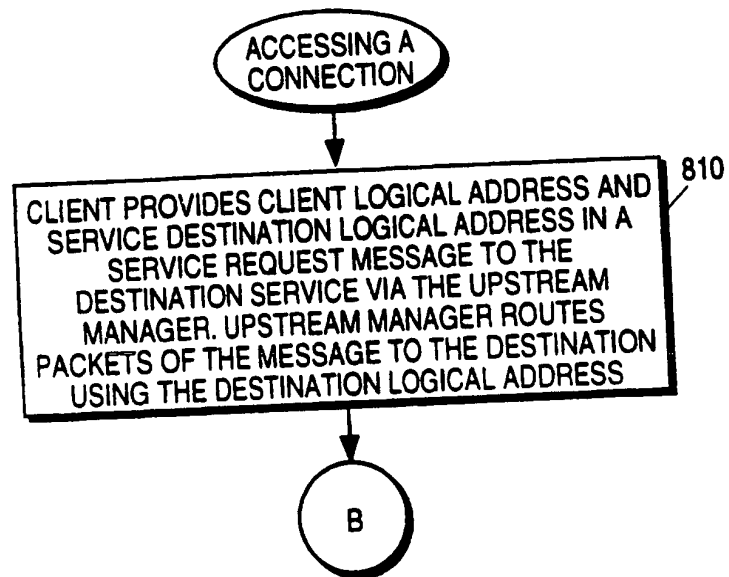 ACCESSING A
CONNECTION
810
CLIENT PROVIDES CLIENT LOGICAL ADDRESS AND
SERVICE DESTINATION LOGICAL ADDRESS IN A
SERVICE REQUEST MESSAGE TO THE
DESTINATION SERVICE VIA THE UPSTREAM
MANAGER. UPSTREAM MANAGER ROUTES
PACKETS OF THE MESSAGE TO THE DESTINATION
USING THE DESTINATION LOGICAL ADDRESS
B